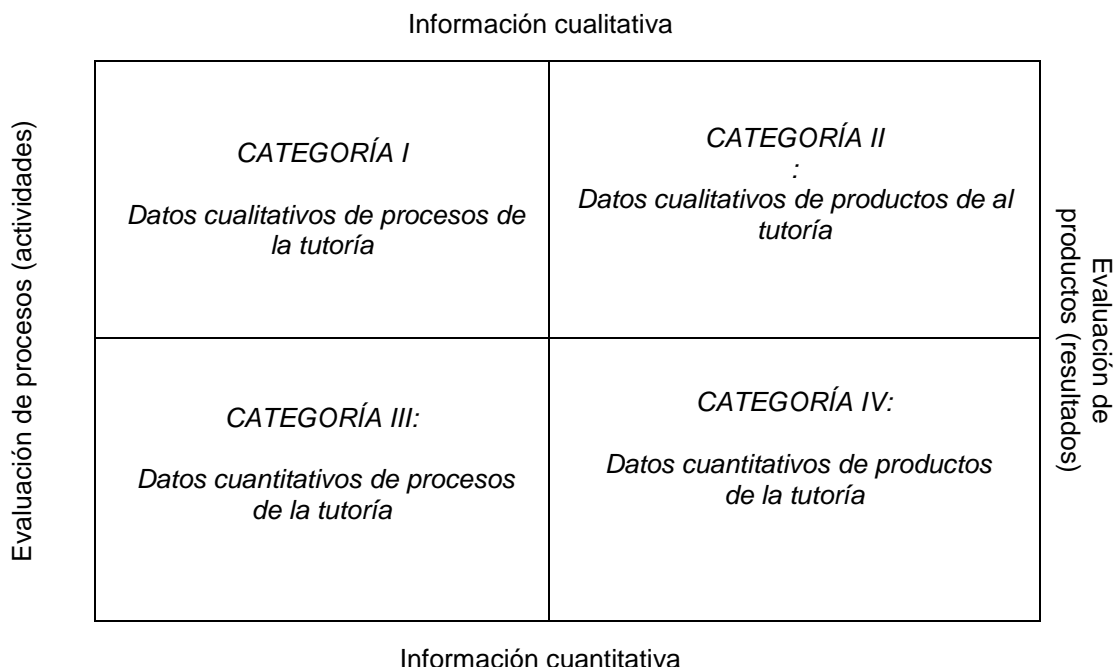 Información cualitativa
Evaluación de procesos (actividades)
CATEGORÍA I
Datos cualitativos de procesos de
la tutoría
CATEGORÍA II
:
Datos cualitativos de productos de al
tutoría
Evaluación de
productos (resultados)
CATEGORÍA III:
Datos cuantitativos de procesos
de la tutoría
CATEGORÍA IV:
Datos cuantitativos de productos
de la tutoría
Información cuantitativa